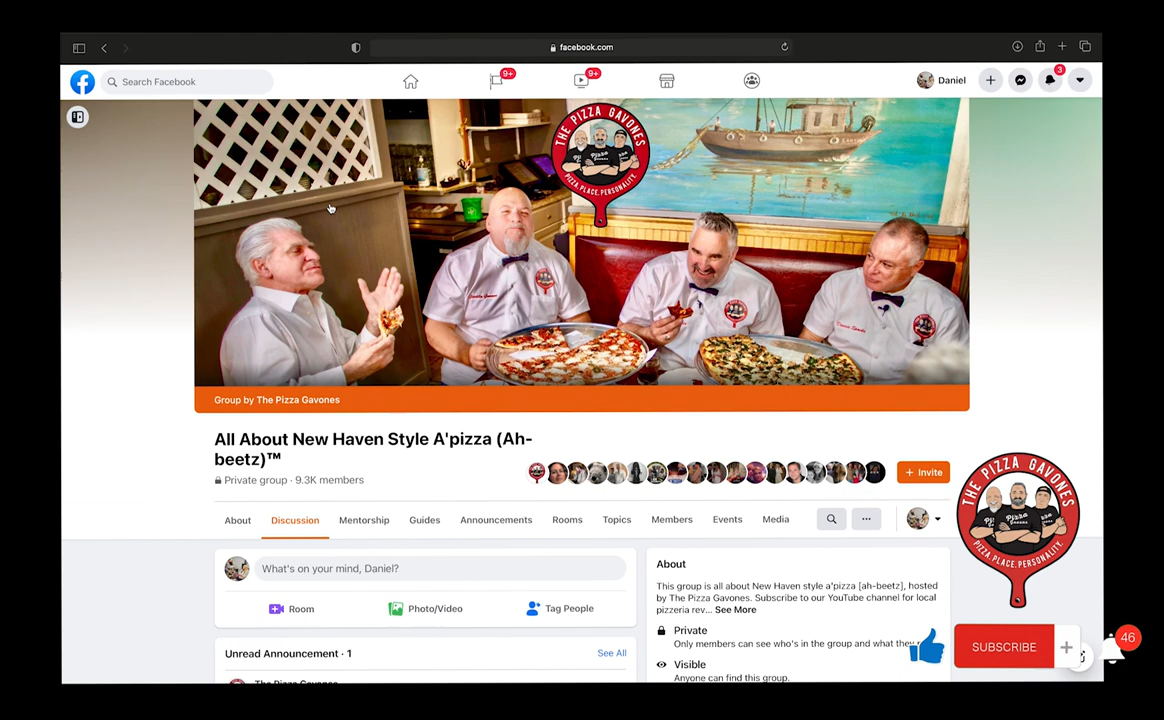 facebook.com
Search Facebook
9+
9+
Daniel
3
THE PIZZA GAVONES
PIZZA. PLACE. PERSONALITY.
Group by The Pizza Gavones
All About New Haven Style A'pizza (Ah-
beetz)™
Private group · 9.3K members
+ Invite
About
Discussion
Mentorship
Guides
Announcements
Rooms
Topics
Members
Events
Media
THE PIZZA GAVONES
Pizza
PIZZA. PLACE. PERSONALITY.
What's on your mind, Daniel?
Room
Photo/Video
Tag People
About
This group is all about New Haven style a'pizza [ah-beetz], hosted
by The Pizza Gavones. Subscribe to our YouTube channel for local
pizzeria rev... See More
Private
Only members can see who's in the group and what they
Visible
Anyone can find this group.
Unread Announcement · 1
See All
The Pizza Gavones
SUBSCRIBE
46